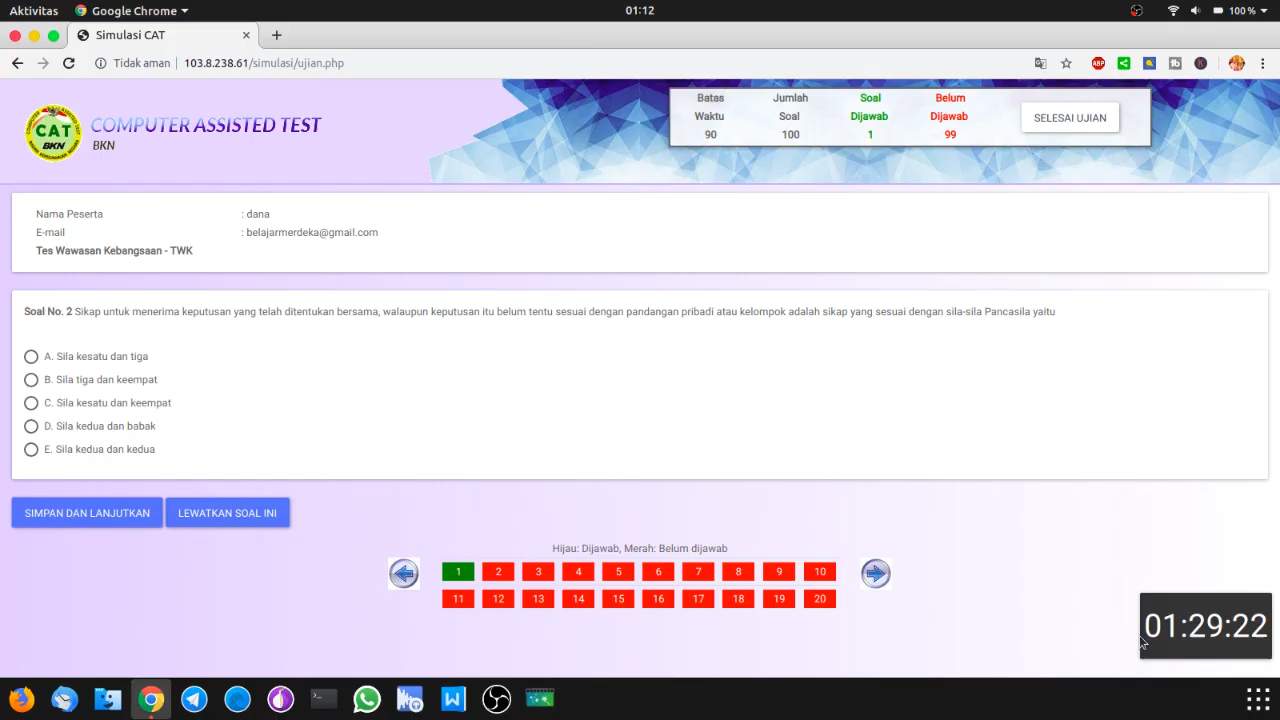 Aktivitas Google Chrome 01:12 100 %
Simulasi CAT
Tidak aman 103.8.238.61/simulasi/ujian.php
CAT
BKN
COMPUTER ASSISTED TEST
BKN
Batas Waktu 90
Jumlah Soal 100
Soal Dijawab 1
Belum Dijawab 99
SELESAI UJIAN
Nama Peserta : dana
E-mail : belajarmerdeka@gmail.com
Tes Wawasan Kebangsaan - TWK
Soal No. 2 Sikap untuk menerima keputusan yang telah ditentukan bersama, walaupun keputusan itu belum tentu sesuai dengan pandangan pribadi atau kelompok adalah sikap yang sesuai dengan sila-sila Pancasila yaitu
A. Sila kesatu dan tiga
B. Sila tiga dan keempat
C. Sila kesatu dan keempat
D. Sila kedua dan babak
E. Sila kedua dan kedua
SIMPAN DAN LANJUTKAN LEWATKAN SOAL INI
Hijau: Dijawab, Merah: Belum dijawab
1 2 3 4 5 6 7 8 9 10
11 12 13 14 15 16 17 18 19 20
01:29:22